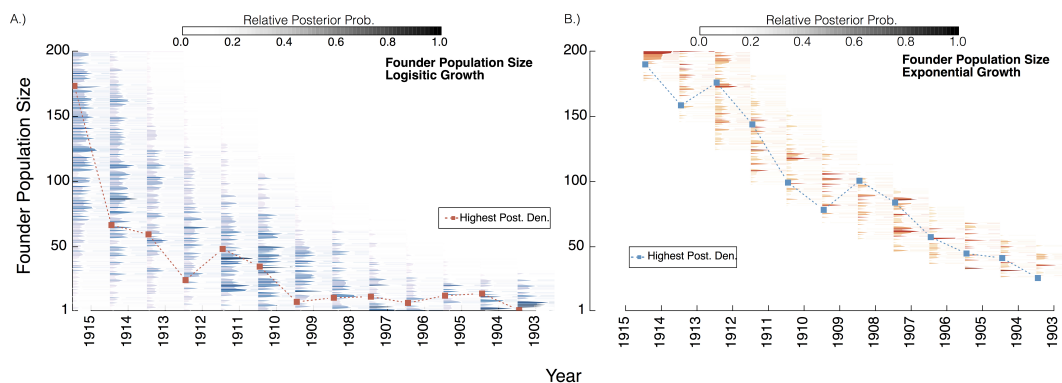 A.)
Relative Posterior Prob.
0.0 0.2 0.4 0.6 0.8 1.0
Founder Population Size
Logisitic Growth
200
150
100
50
1
Founder Population Size
Highest Post. Den.
1915 1914 1913 1912 1911 1910 1909 1908 1907 1906 1905 1904 1903
B.)
Relative Posterior Prob.
0.0 0.2 0.4 0.6 0.8 1.0
Founder Population Size
Exponential Growth
200
150
100
50
1
Highest Post. Den.
1915 1914 1912 1911 1910 1909 1908 1907 1906 1905 1904 1903
Year